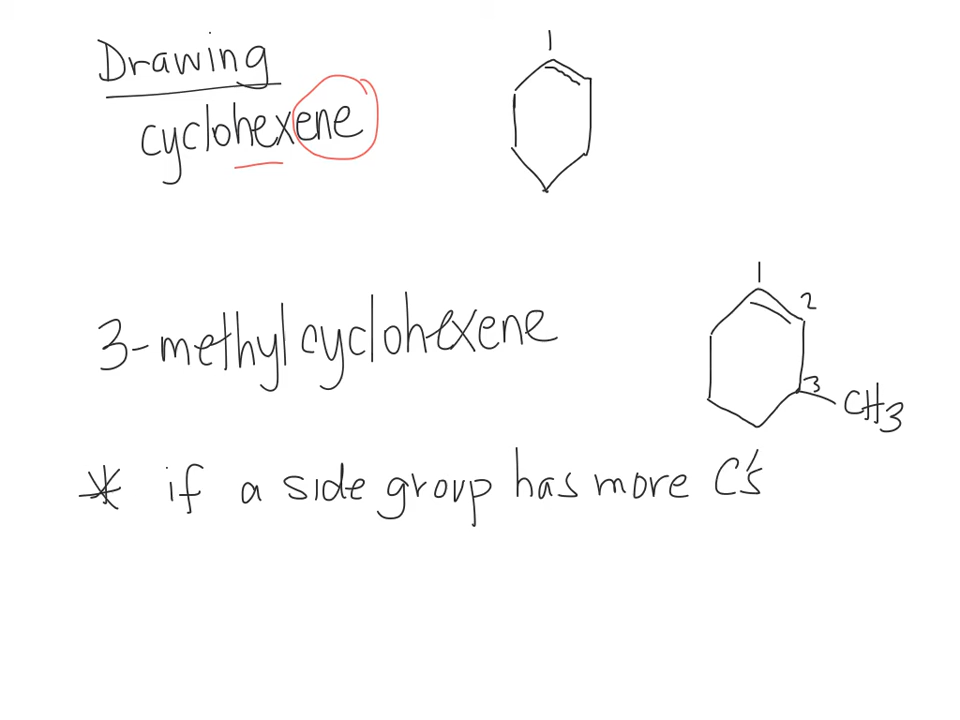 Drawing
cyclohexene
1
3-methylcyclohexene
1
2
3
CH3
* if a side group has more C's